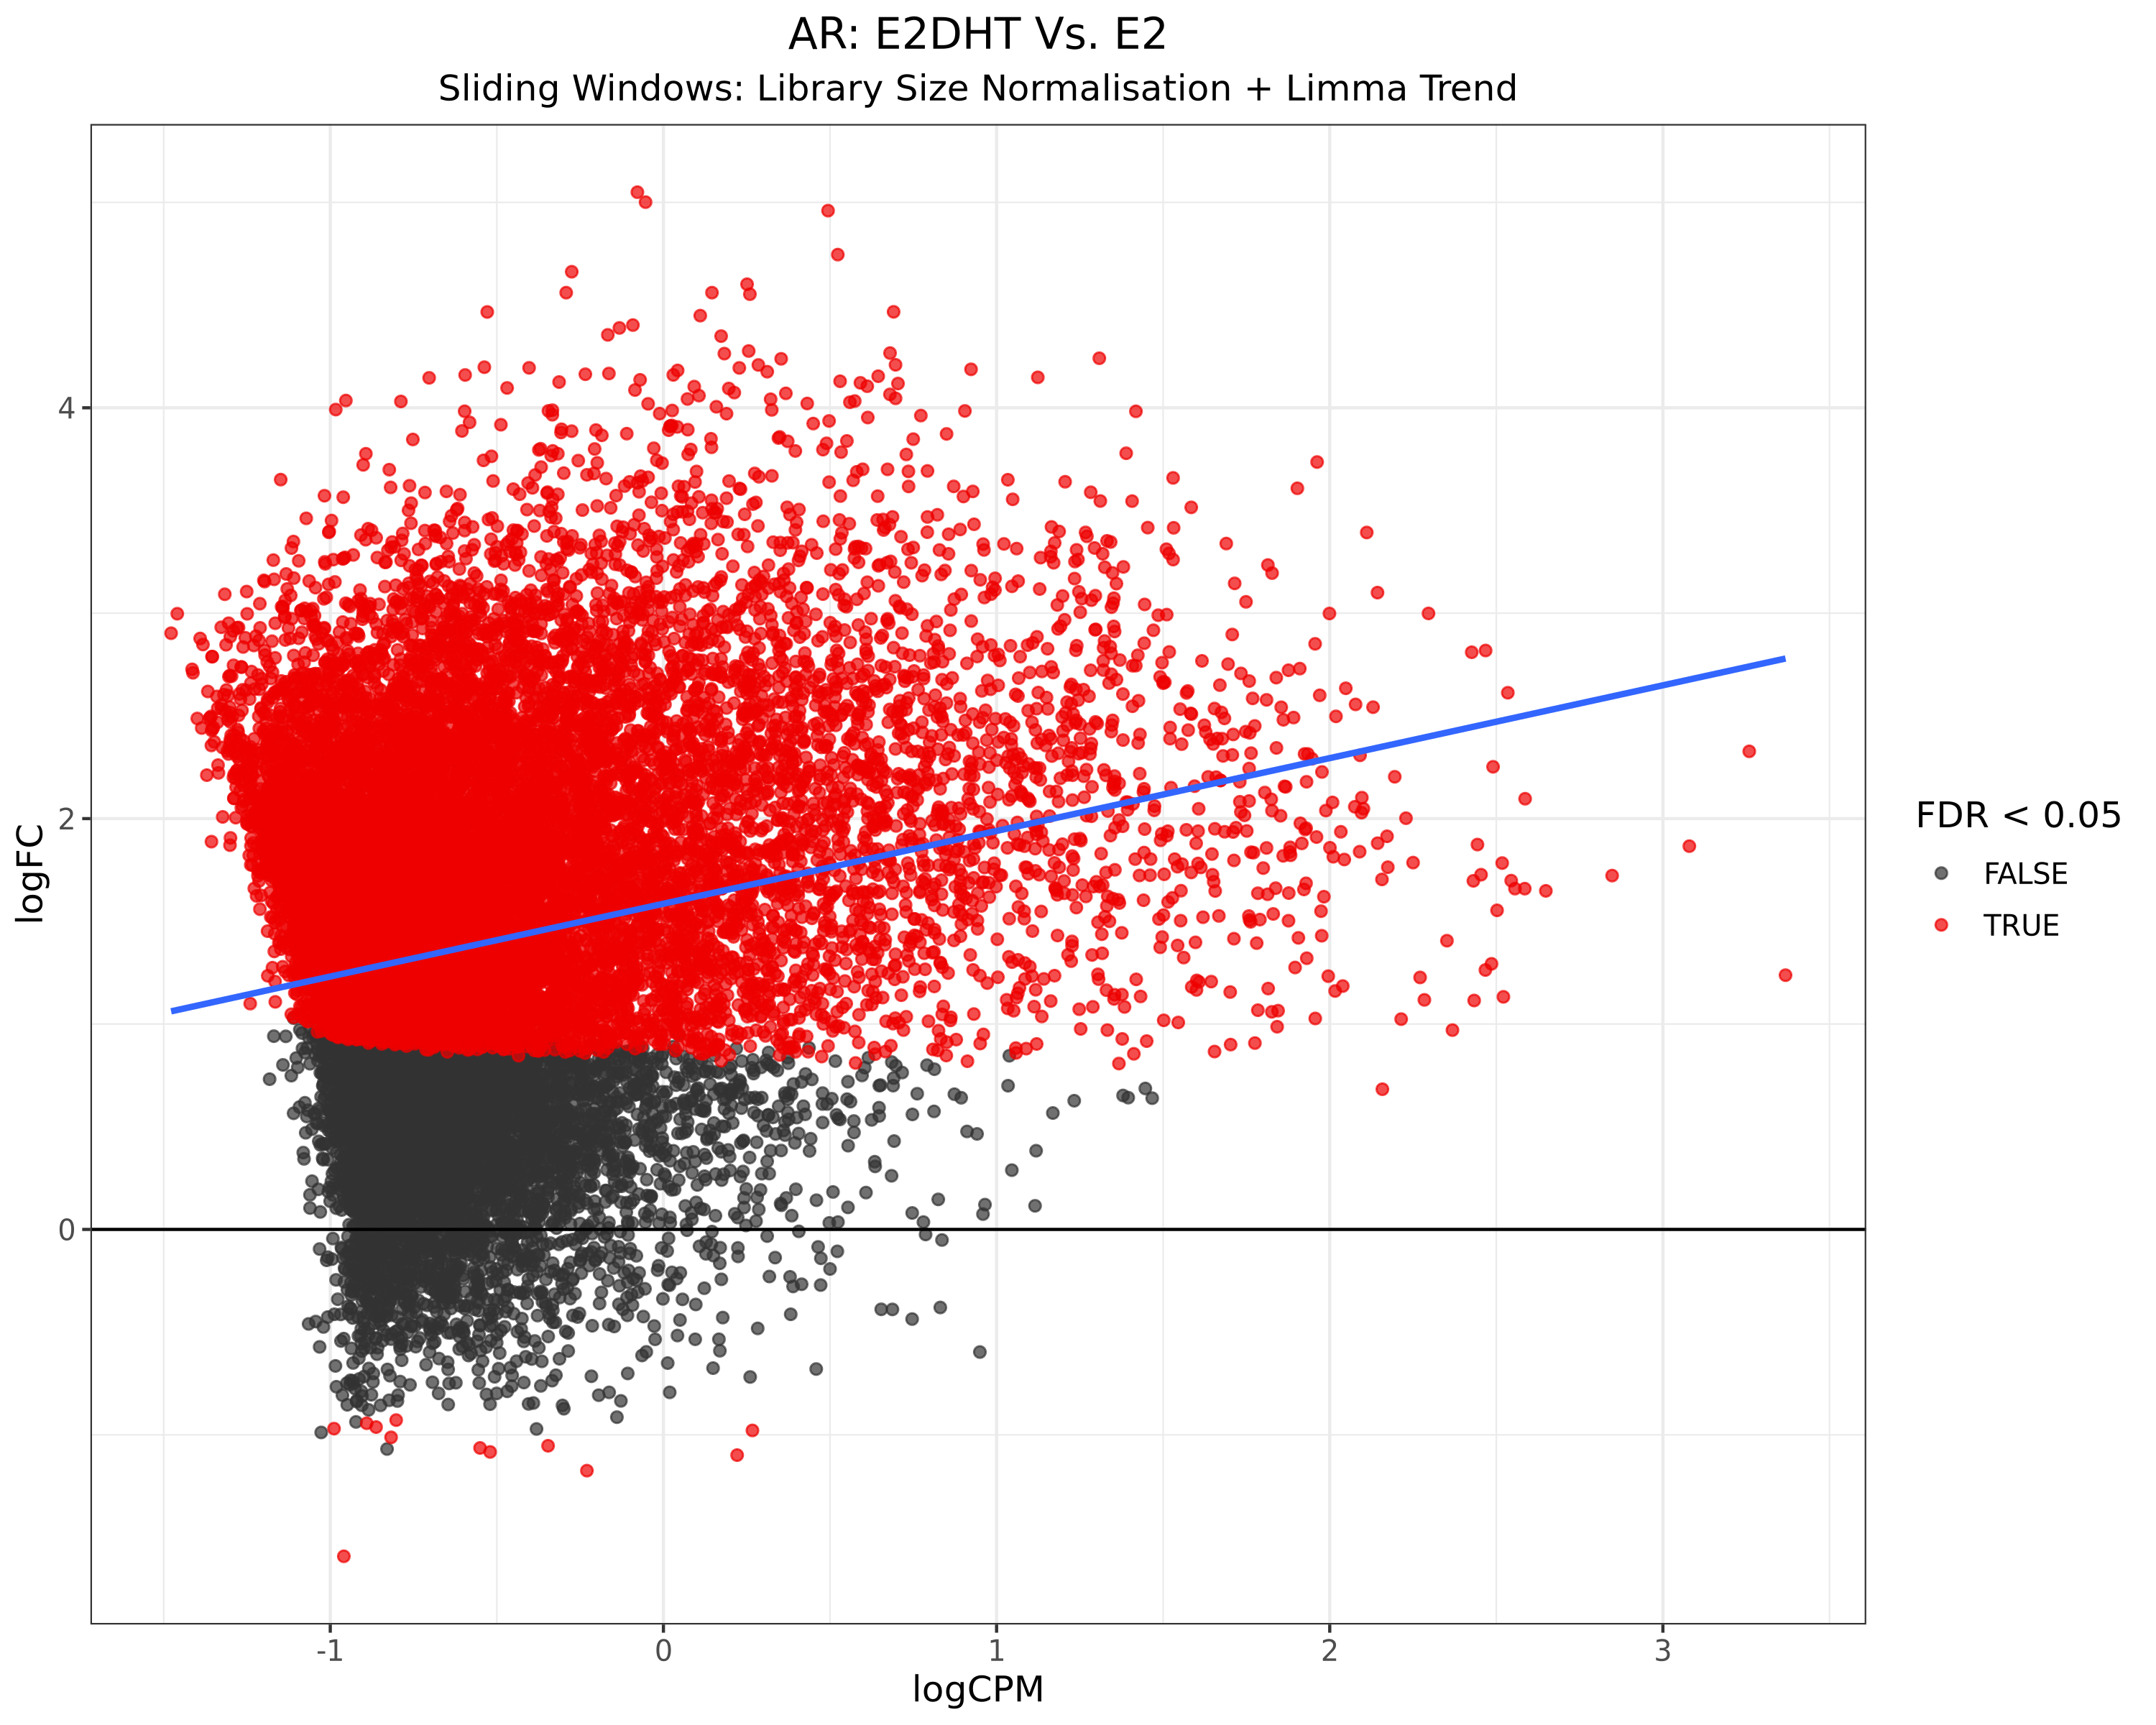 AR: E2DHT Vs. E2
Sliding Windows: Library Size Normalisation + Limma Trend
logFC
4
2
0
-1
0
1
2
3
logCPM
FDR < 0.05
FALSE
TRUE